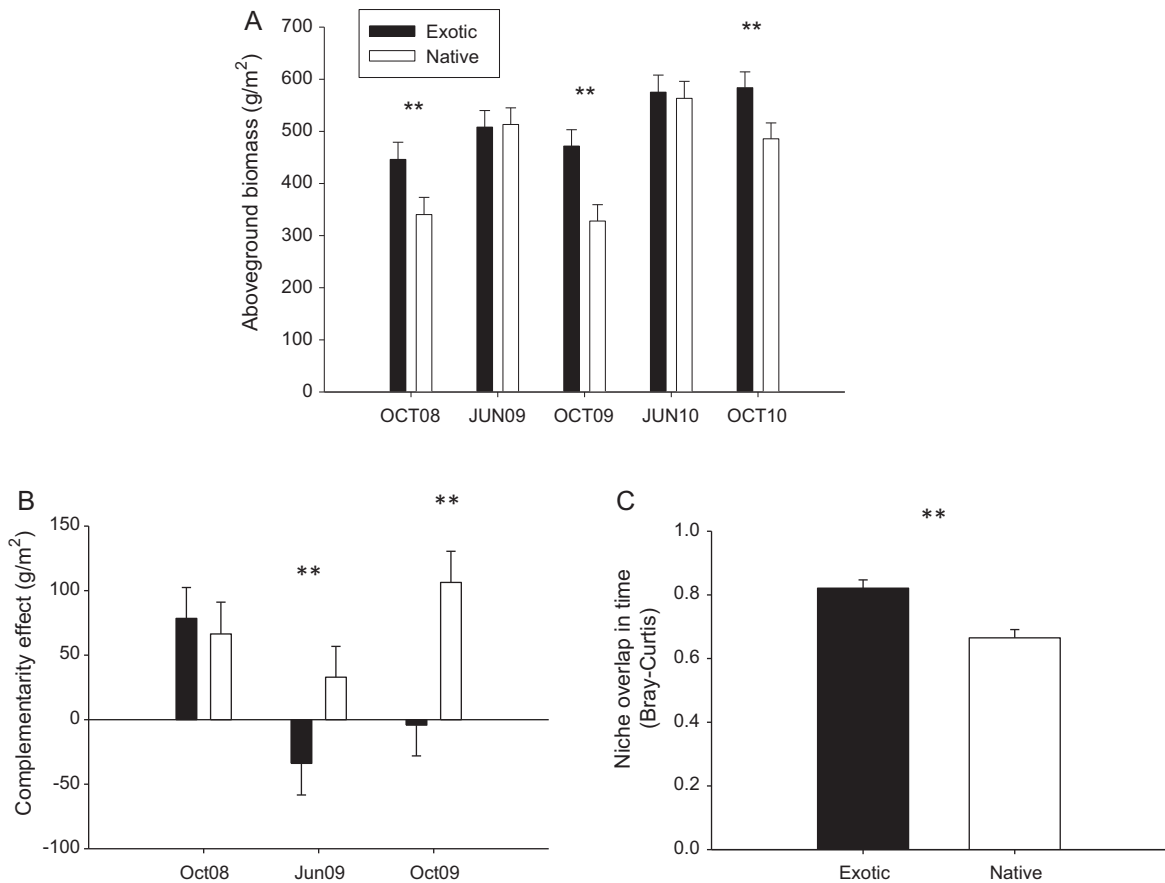 A
Exotic
Native
Aboveground biomass (g/m²)
700
600
500
400
300
200
100
0
**
**
**
OCT08 JUN09 OCT09 JUN10 OCT10
B
Complementarity effect (g/m²)
150
100
50
0
-50
-100
**
**
Oct08 Jun09 Oct09
C
Niche overlap in time
(Bray-Curtis)
1.0
0.8
0.6
0.4
0.2
0.0
**
Exotic Native